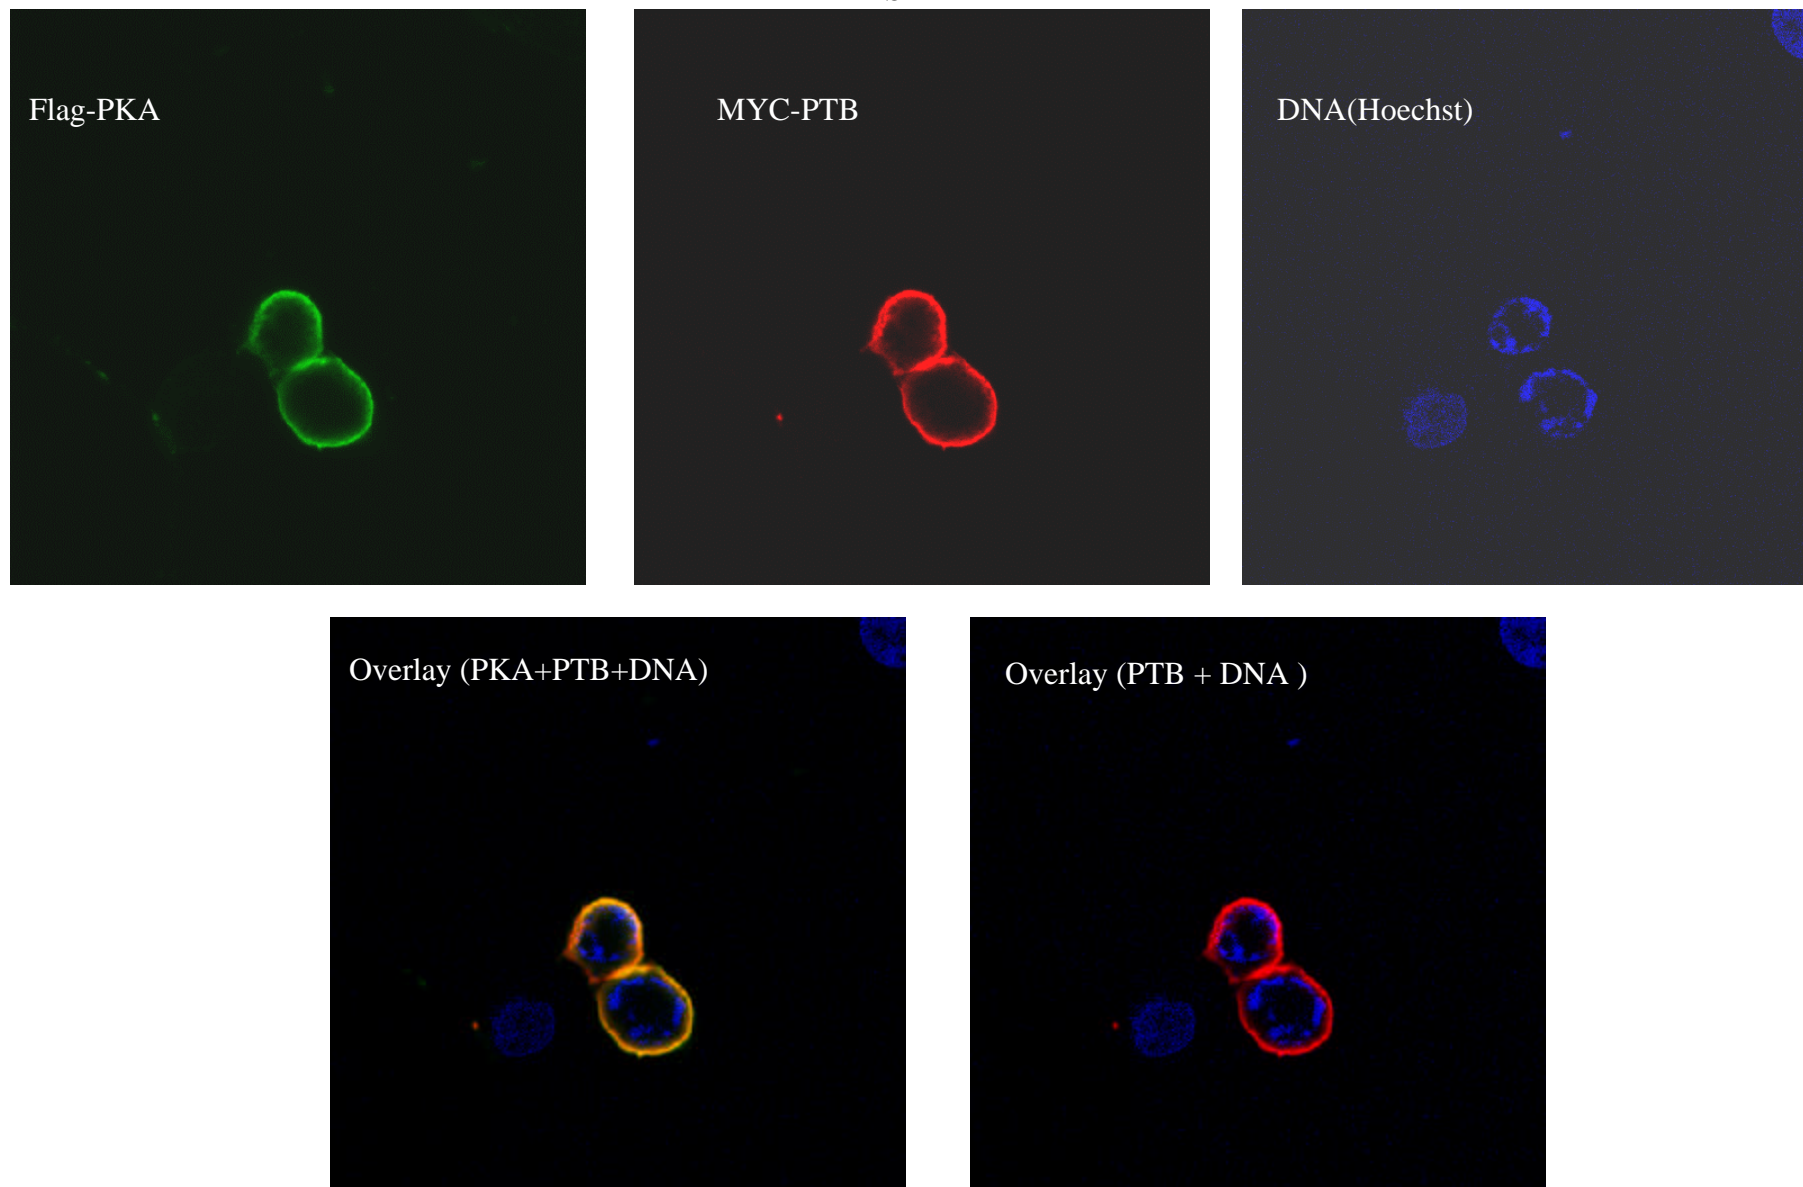 Flag-PKA
MYC-PTB
DNA(Hoechst)
Overlay (PKA+PTB+DNA)
Overlay (PTB + DNA )